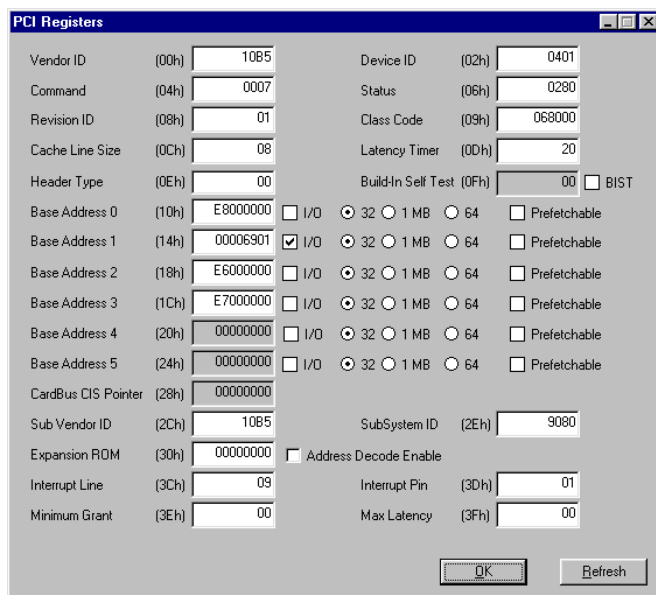 PCI Registers
Vendor ID (00h) 10B5 Device ID (02h) 0401
Command (04h) 0007 Status (06h) 0280
Revision ID (08h) 01 Class Code (09h) 068000
Cache Line Size (0Ch) 08 Latency Timer (0Dh) 20
Header Type (0Eh) 00 Build-In Self Test (0Fh) 00 BIST
Base Address 0 (10h) E8000000 I/O 32 1 MB 64 Prefetchable
Base Address 1 (14h) 00006901 I/O 32 1 MB 64 Prefetchable
Base Address 2 (18h) E6000000 I/O 32 1 MB 64 Prefetchable
Base Address 3 (1Ch) E7000000 I/O 32 1 MB 64 Prefetchable
Base Address 4 (20h) 00000000 I/O 32 1 MB 64 Prefetchable
Base Address 5 (24h) 00000000 I/O 32 1 MB 64 Prefetchable
CardBus CIS Pointer (28h) 00000000
Sub Vendor ID (2Ch) 10B5 SubSystem ID (2Eh) 9080
Expansion ROM (30h) 00000000 Address Decode Enable
Interrupt Line (3Ch) 09 Interrupt Pin (3Dh) 01
Minimum Grant (3Eh) 00 Max Latency (3Fh) 00
OK Refresh